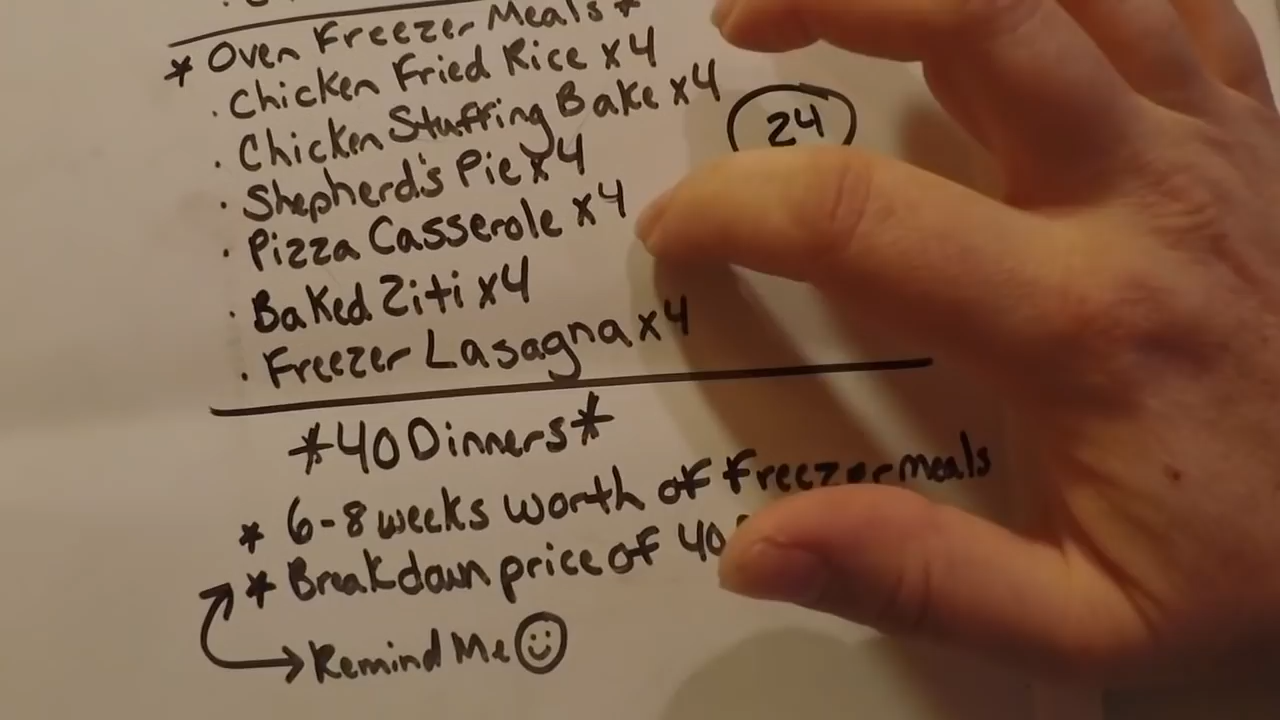 * Oven Freezer Meals *
· Chicken Fried Rice x4
· Chicken Stuffing Bake x4
24
· Shepherd's Pie x4
· Pizza Casserole x4
· Baked Ziti x4
· Freezer Lasagna x4
*40 Dinners*
* 6-8 weeks worth of freezer meals
* Breakdown price of 40
Remind Me ☺